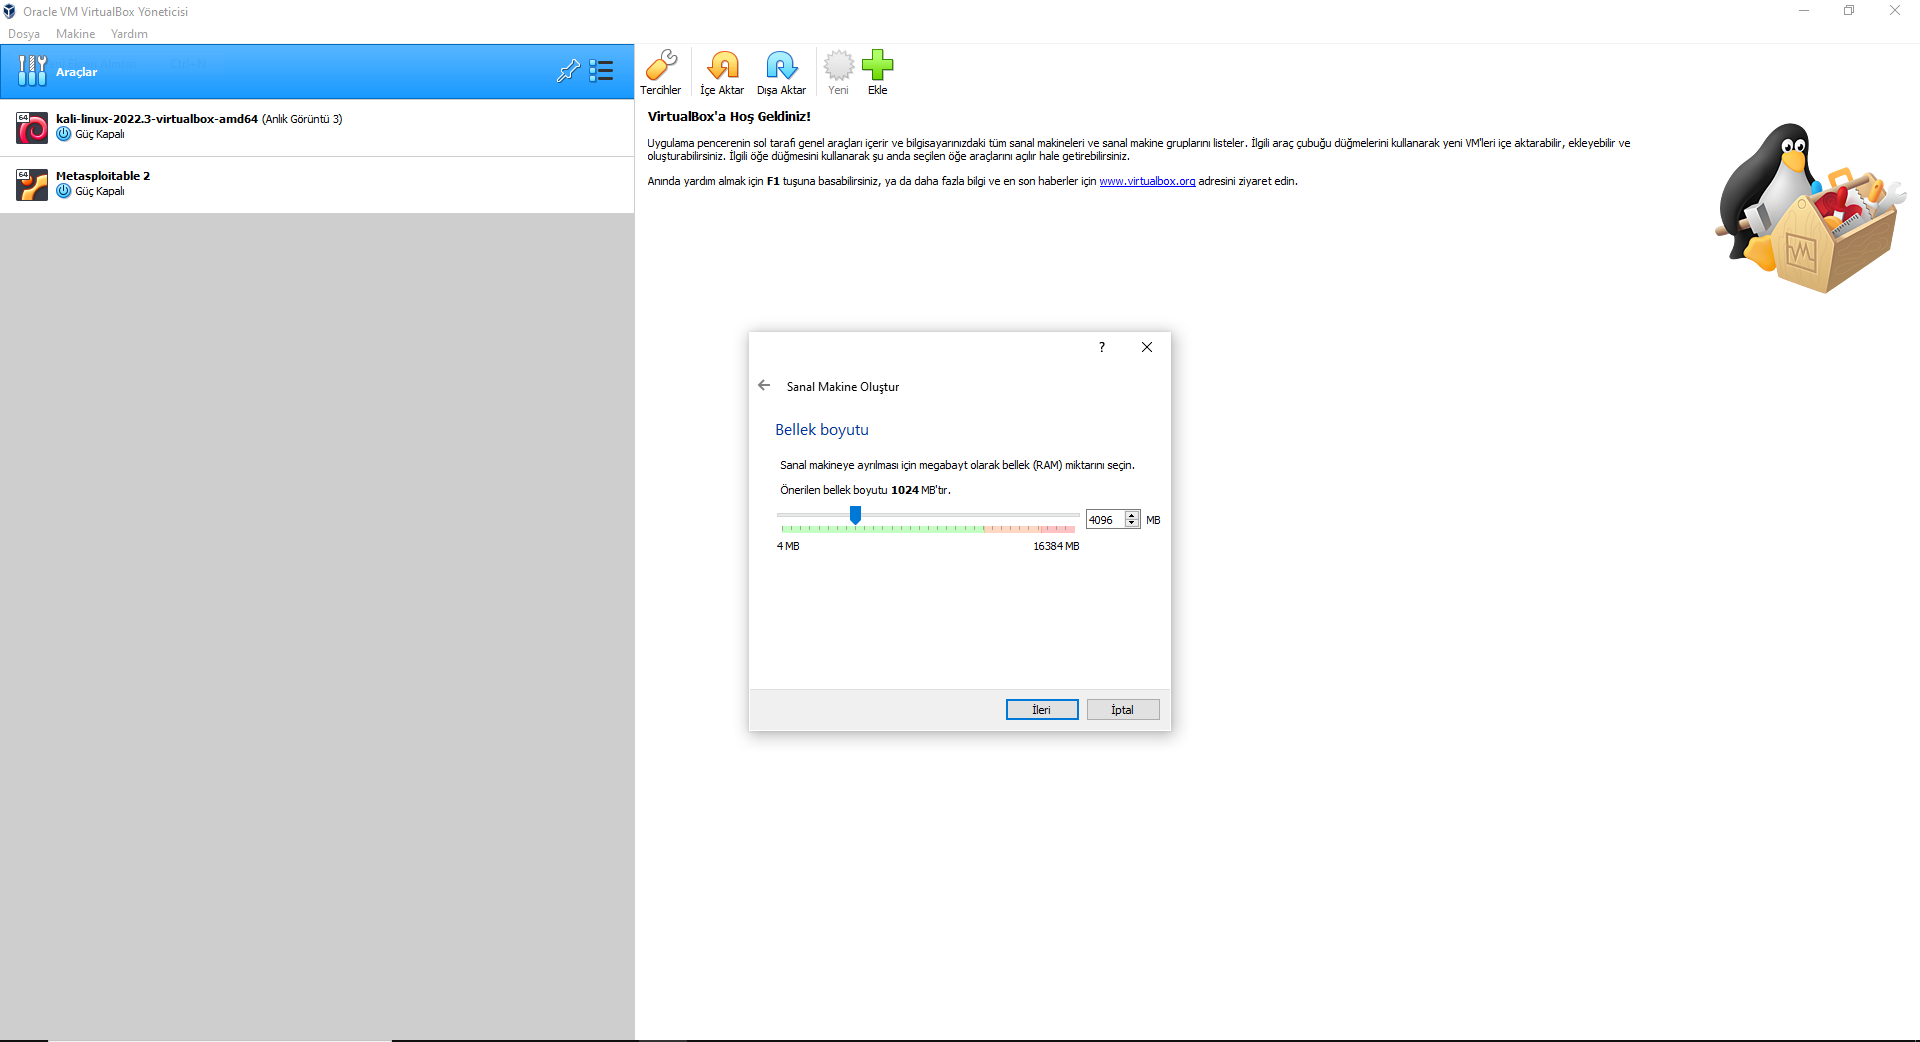 Oracle VM VirtualBox Yöneticisi
Dosya Makine Yardım
Araçlar
64
kali-linux-2022.3-virtualbox-amd64 (Anlık Görüntü 3)
Güç Kapalı
64
Metasploitable 2
Güç Kapalı
Tercihler İçe Aktar Dışa Aktar Yeni Ekle
VirtualBox'a Hoş Geldiniz!
Uygulama pencerenin sol tarafı genel araçları içerir ve bilgisayarınızdaki tüm sanal makineleri ve sanal makine gruplarını listeler. İlgili araç çubuğu düğmelerini kullanarak yeni VM'leri içe aktarabilir, ekleyebilir ve
oluşturabilirsiniz. İlgili öğe düğmesini kullanarak şu anda seçilen öğe araçlarını açılır hale getirebilirsiniz.
Anında yardım almak için F1 tuşuna basabilirsiniz, ya da daha fazla bilgi ve en son haberler için www.virtualbox.org adresini ziyaret edin.
?
Sanal Makine Oluştur
Bellek boyutu
Sanal makineye ayrılması için megabayt olarak bellek (RAM) miktarını seçin.
Önerilen bellek boyutu 1024 MB'tır.
4096 MB
4 MB 16384 MB
İleri İptal